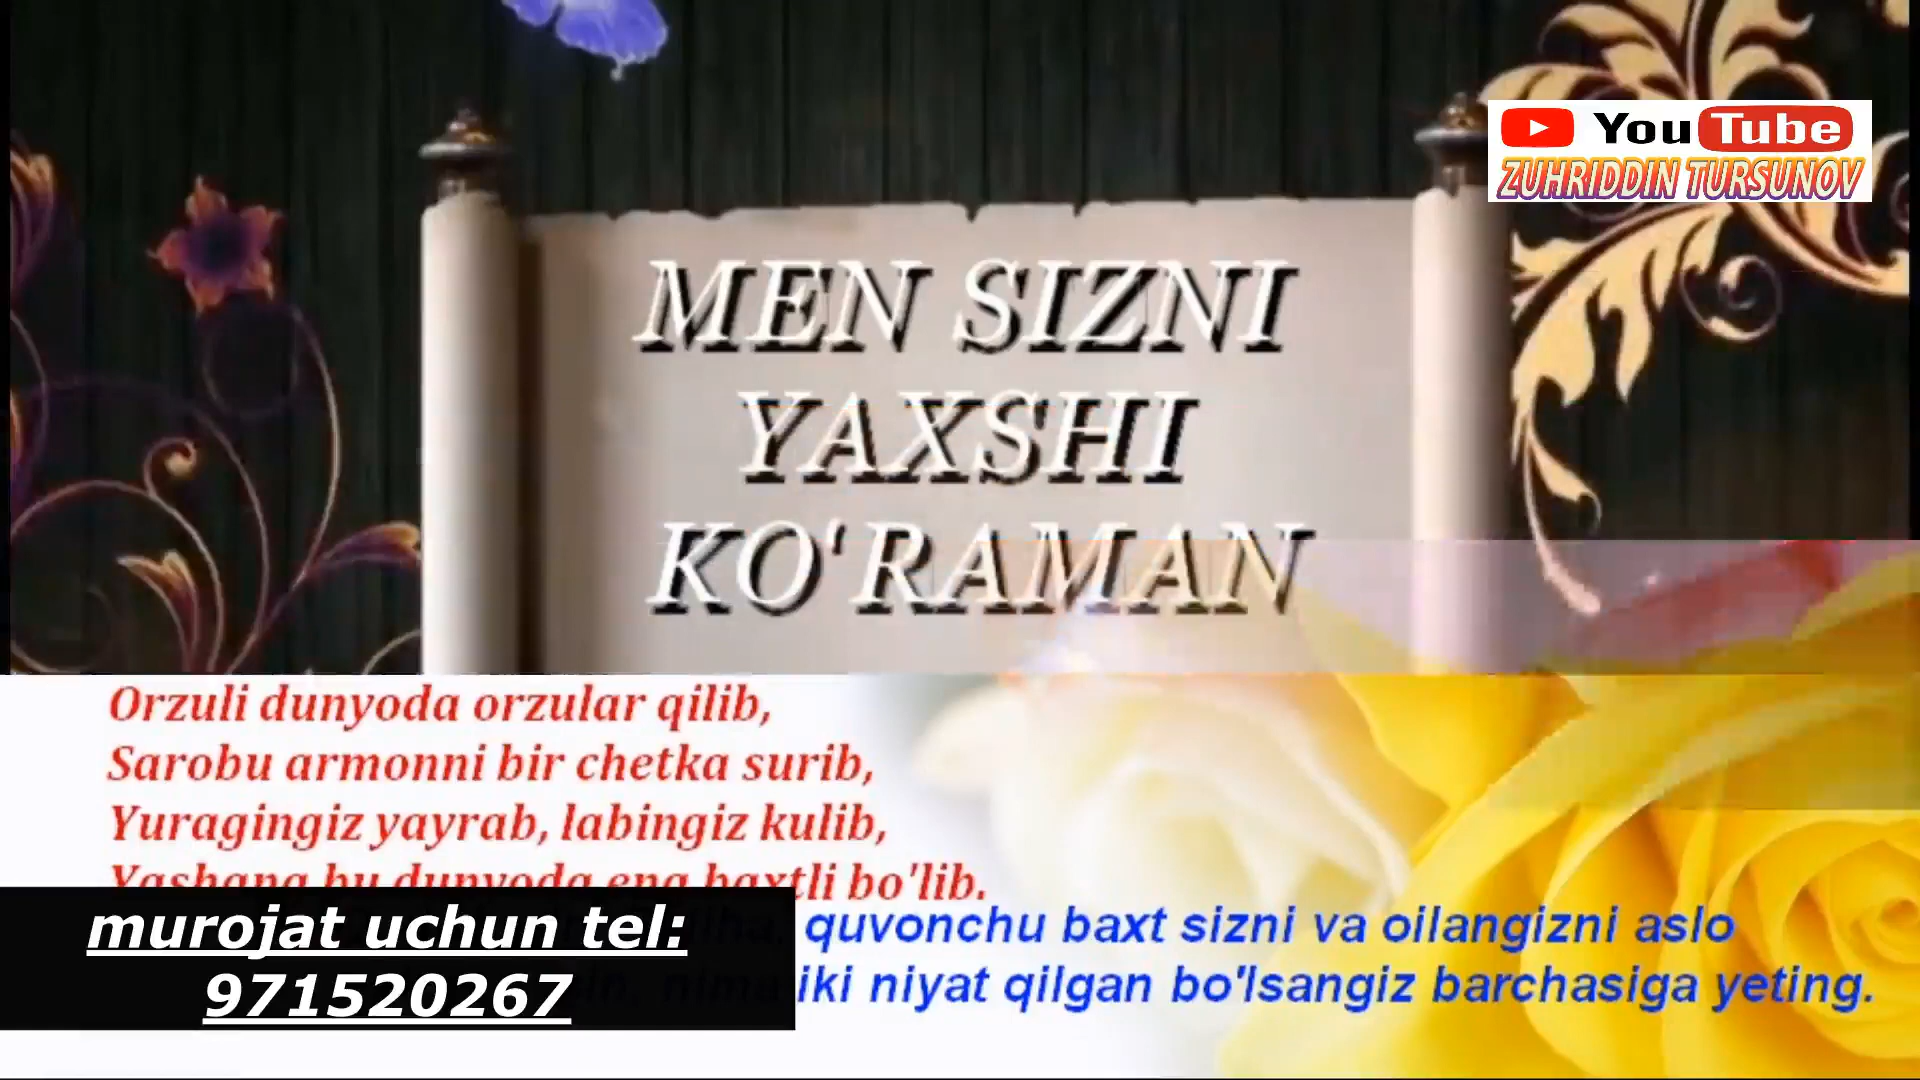 YouTube
ZUHRIDDIN TURSUNOV
MEN SIZNI
YAXSHI
KO'RAMAN
Orzuli dunyoda orzular qilib,
Sarobu armonni bir chetka surib,
Yuragingiz yayrab, labingiz kulib,
Yashang bu dunyoda eng baxtli bo'lib.
quvonchu baxt sizni va oilangizni aslo
iki niyat qilgan bo'lsangiz barchasiga yeting.
murojat uchun tel:
971520267